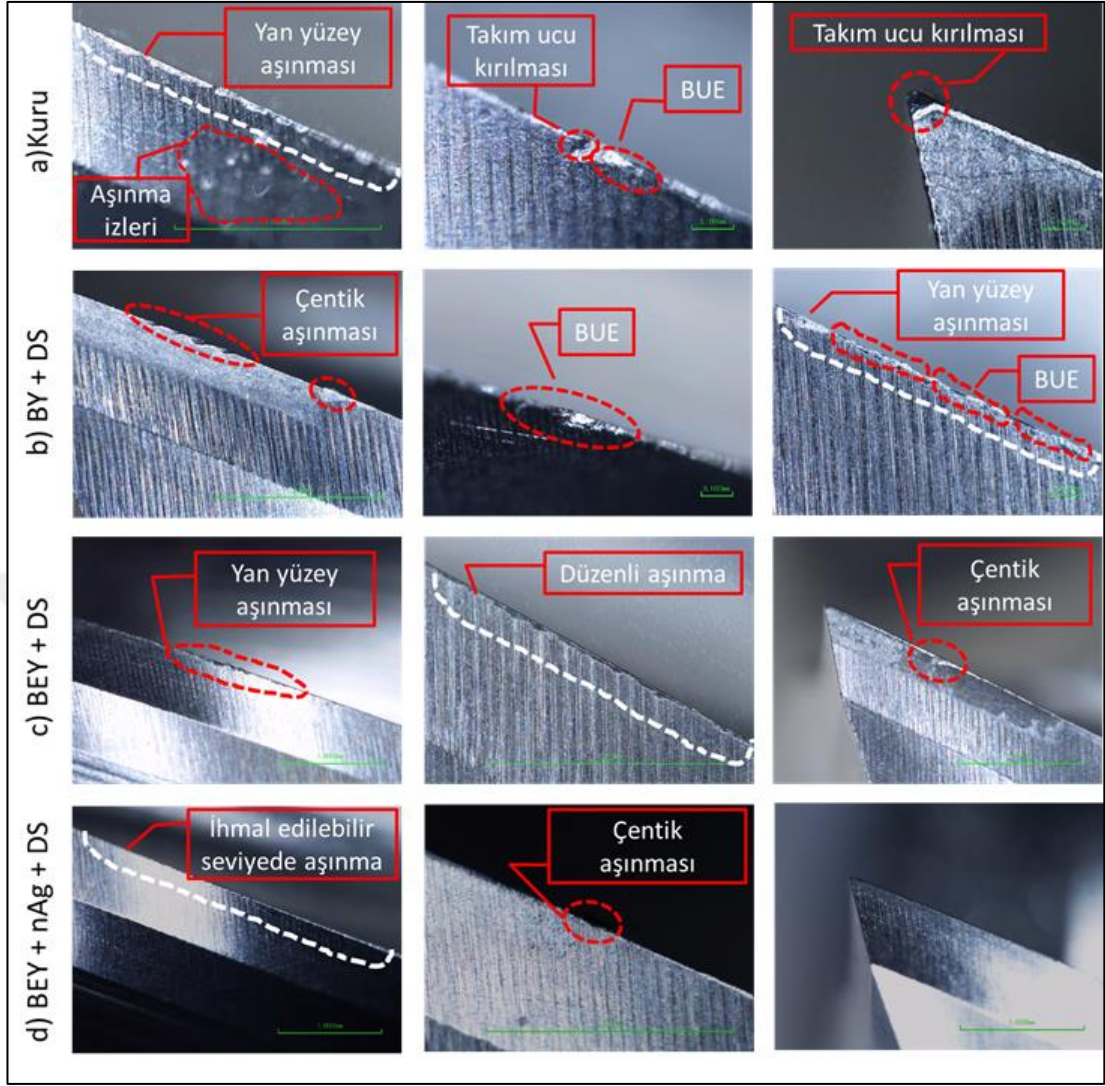 a)Kuru
Yan yüzey
aşınması
Aşınma
izleri
Takım ucu
kırılması
BUE
Takım ucu kırılması
b) BY + DS
Çentik
aşınması
BUE
Yan yüzey
aşınması
BUE
c) BEY + DS
Yan yüzey
aşınması
Düzenli aşınma
Çentik
aşınması
d) BEY + nAg + DS
İhmal edilebilir
seviyede aşınma
Çentik
aşınması